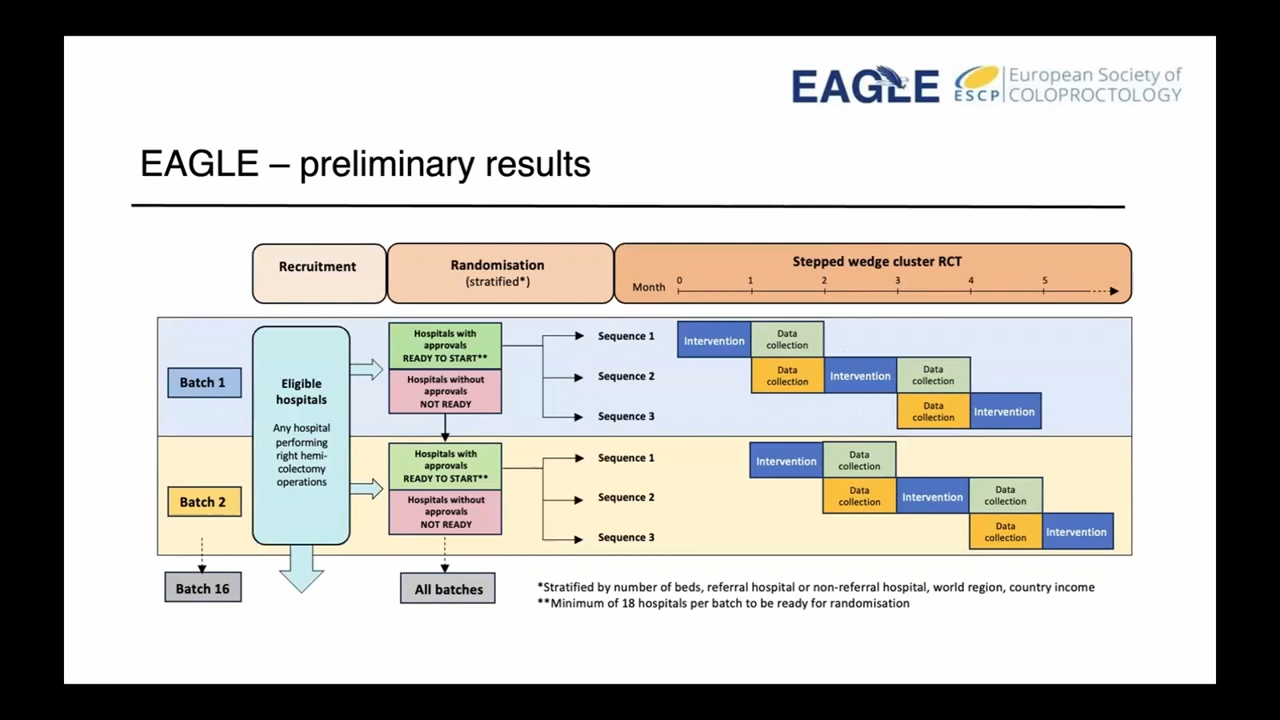 EAGLE
ESCP
European Society of
COLOPROCTOLOGY
EAGLE – preliminary results
Recruitment
Randomisation
(stratified*)
Stepped wedge cluster RCT
Month
0 1 2 3 4 5
Batch 1
Eligible
hospitals
Any hospital
performing
right hemi-
colectomy
operations
Hospitals with
approvals
READY TO START**
Hospitals without
approvals
NOT READY
Sequence 1
Intervention
Data
collection
Sequence 2
Data
collection
Intervention
Data
collection
Sequence 3
Data
collection
Intervention
Batch 2
Hospitals with
approvals
READY TO START**
Hospitals without
approvals
NOT READY
Sequence 1
Intervention
Data
collection
Sequence 2
Data
collection
Intervention
Data
collection
Sequence 3
Data
collection
Intervention
Batch 16
All batches
*Stratified by number of beds, referral hospital or non-referral hospital, world region, country income
**Minimum of 18 hospitals per batch to be ready for randomisation